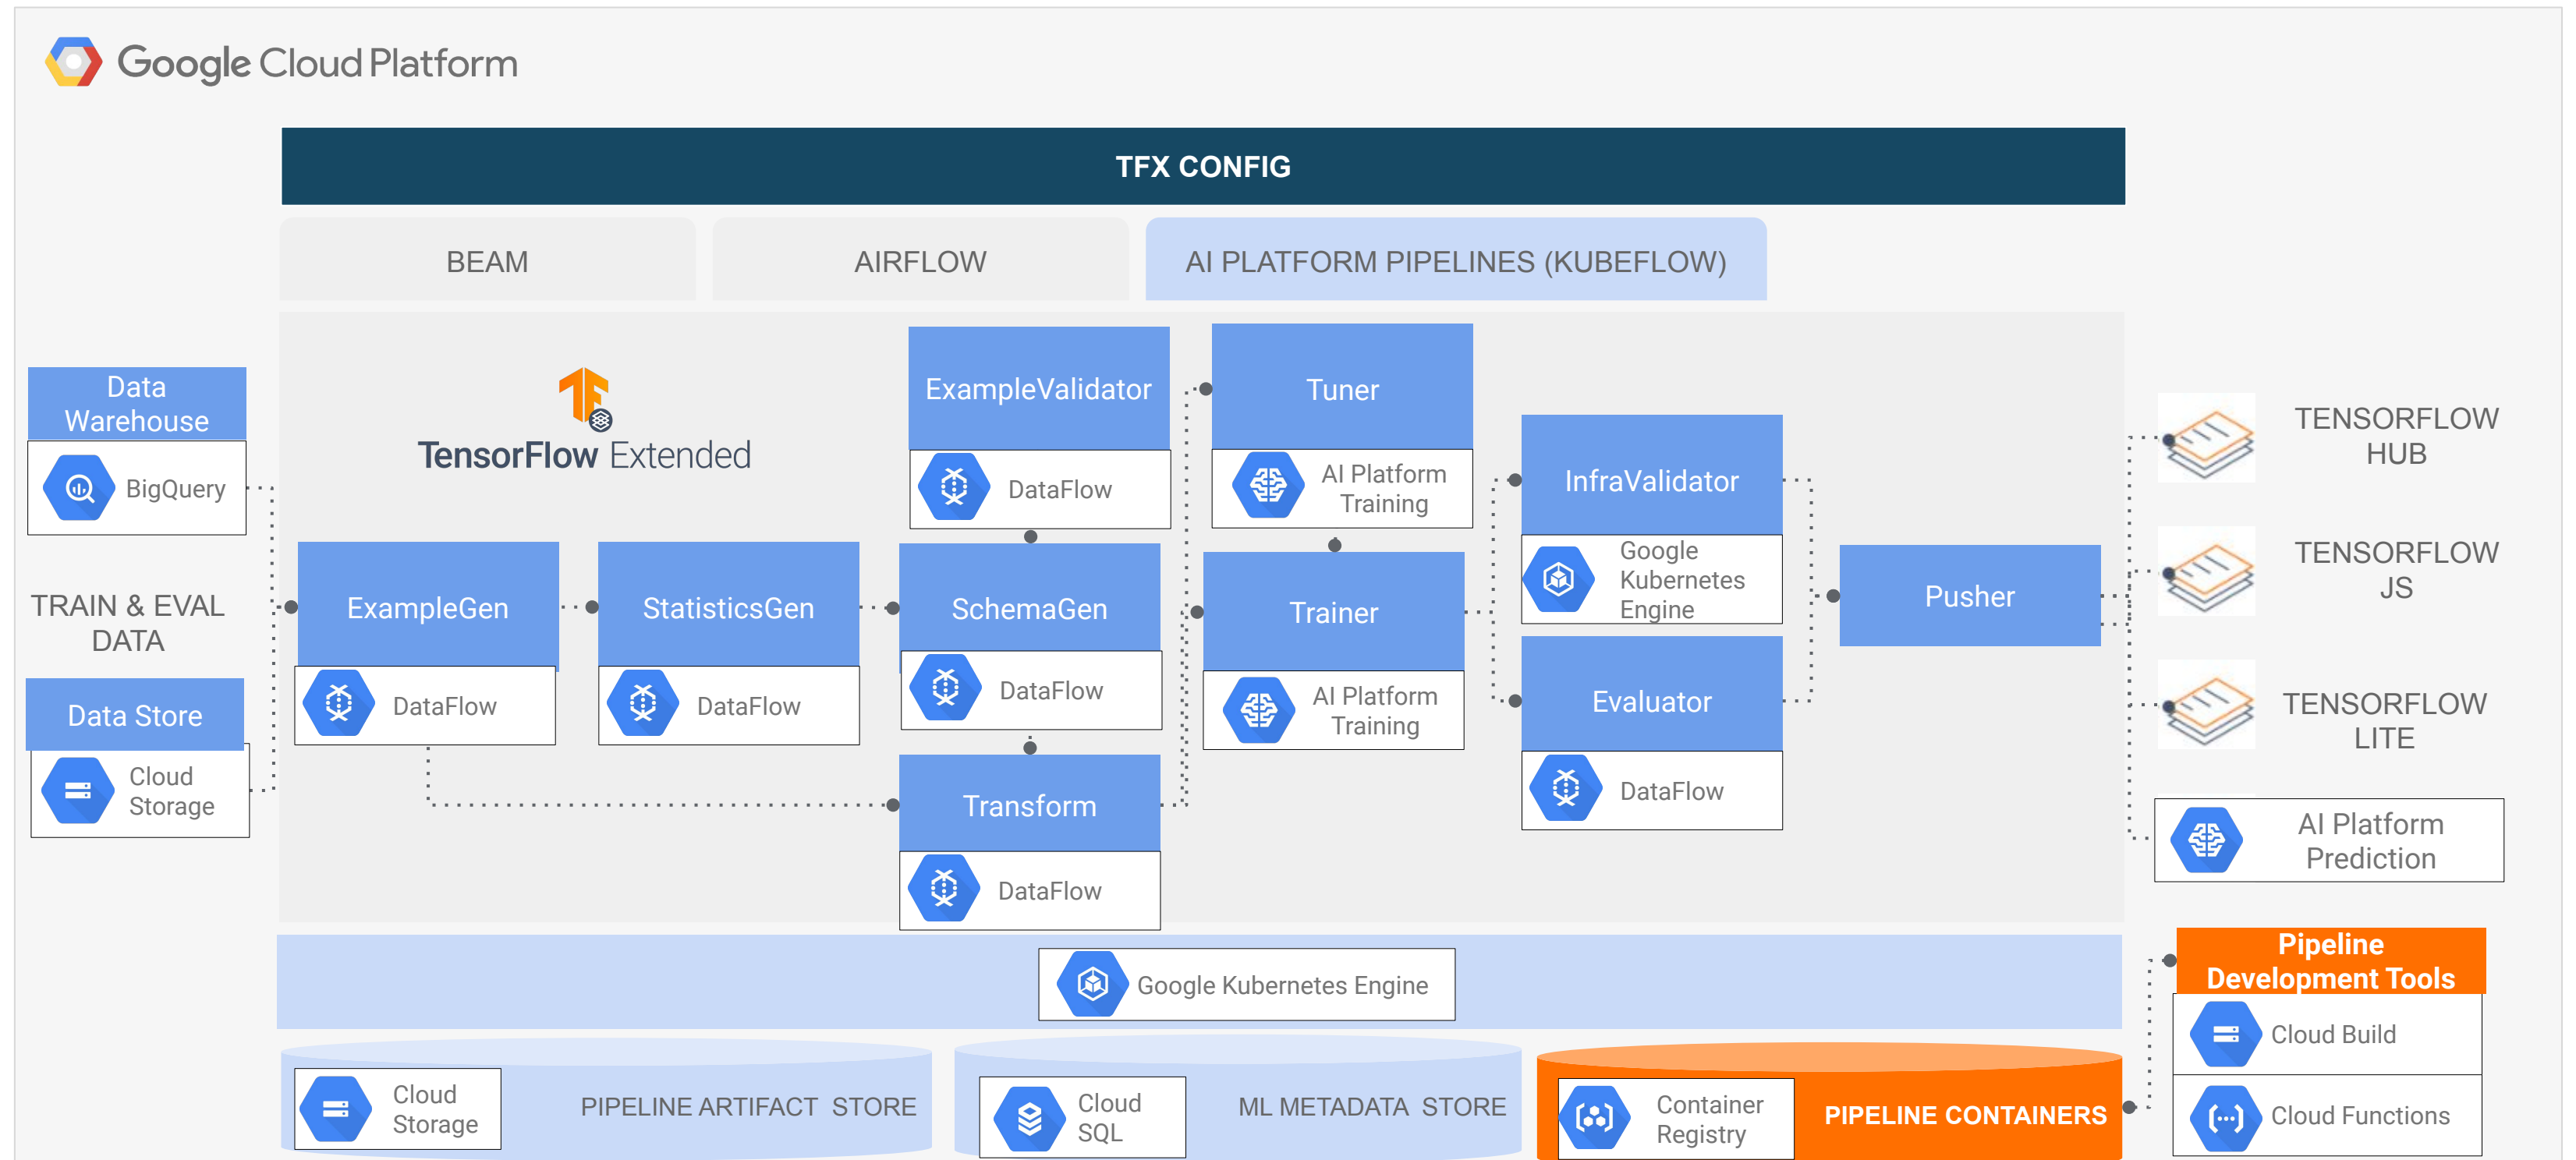 Google Cloud Platform
TFX CONFIG
BEAM
AIRFLOW
AI PLATFORM PIPELINES (KUBEFLOW)
Data
Warehouse
BigQuery
TRAIN & EVAL
DATA
Data Store
Cloud
Storage
TensorFlow Extended
ExampleGen
DataFlow
StatisticsGen
DataFlow
ExampleValidator
DataFlow
SchemaGen
DataFlow
Transform
DataFlow
Tuner
AI Platform
Training
Trainer
AI Platform
Training
InfraValidator
Google
Kubernetes
Engine
Evaluator
DataFlow
Pusher
TENSORFLOW
HUB
TENSORFLOW
JS
TENSORFLOW
LITE
AI Platform
Prediction
Google Kubernetes Engine
Pipeline
Development Tools
Cloud Build
Cloud Functions
Cloud
Storage
PIPELINE ARTIFACT STORE
Cloud
SQL
ML METADATA STORE
Container
Registry
PIPELINE CONTAINERS